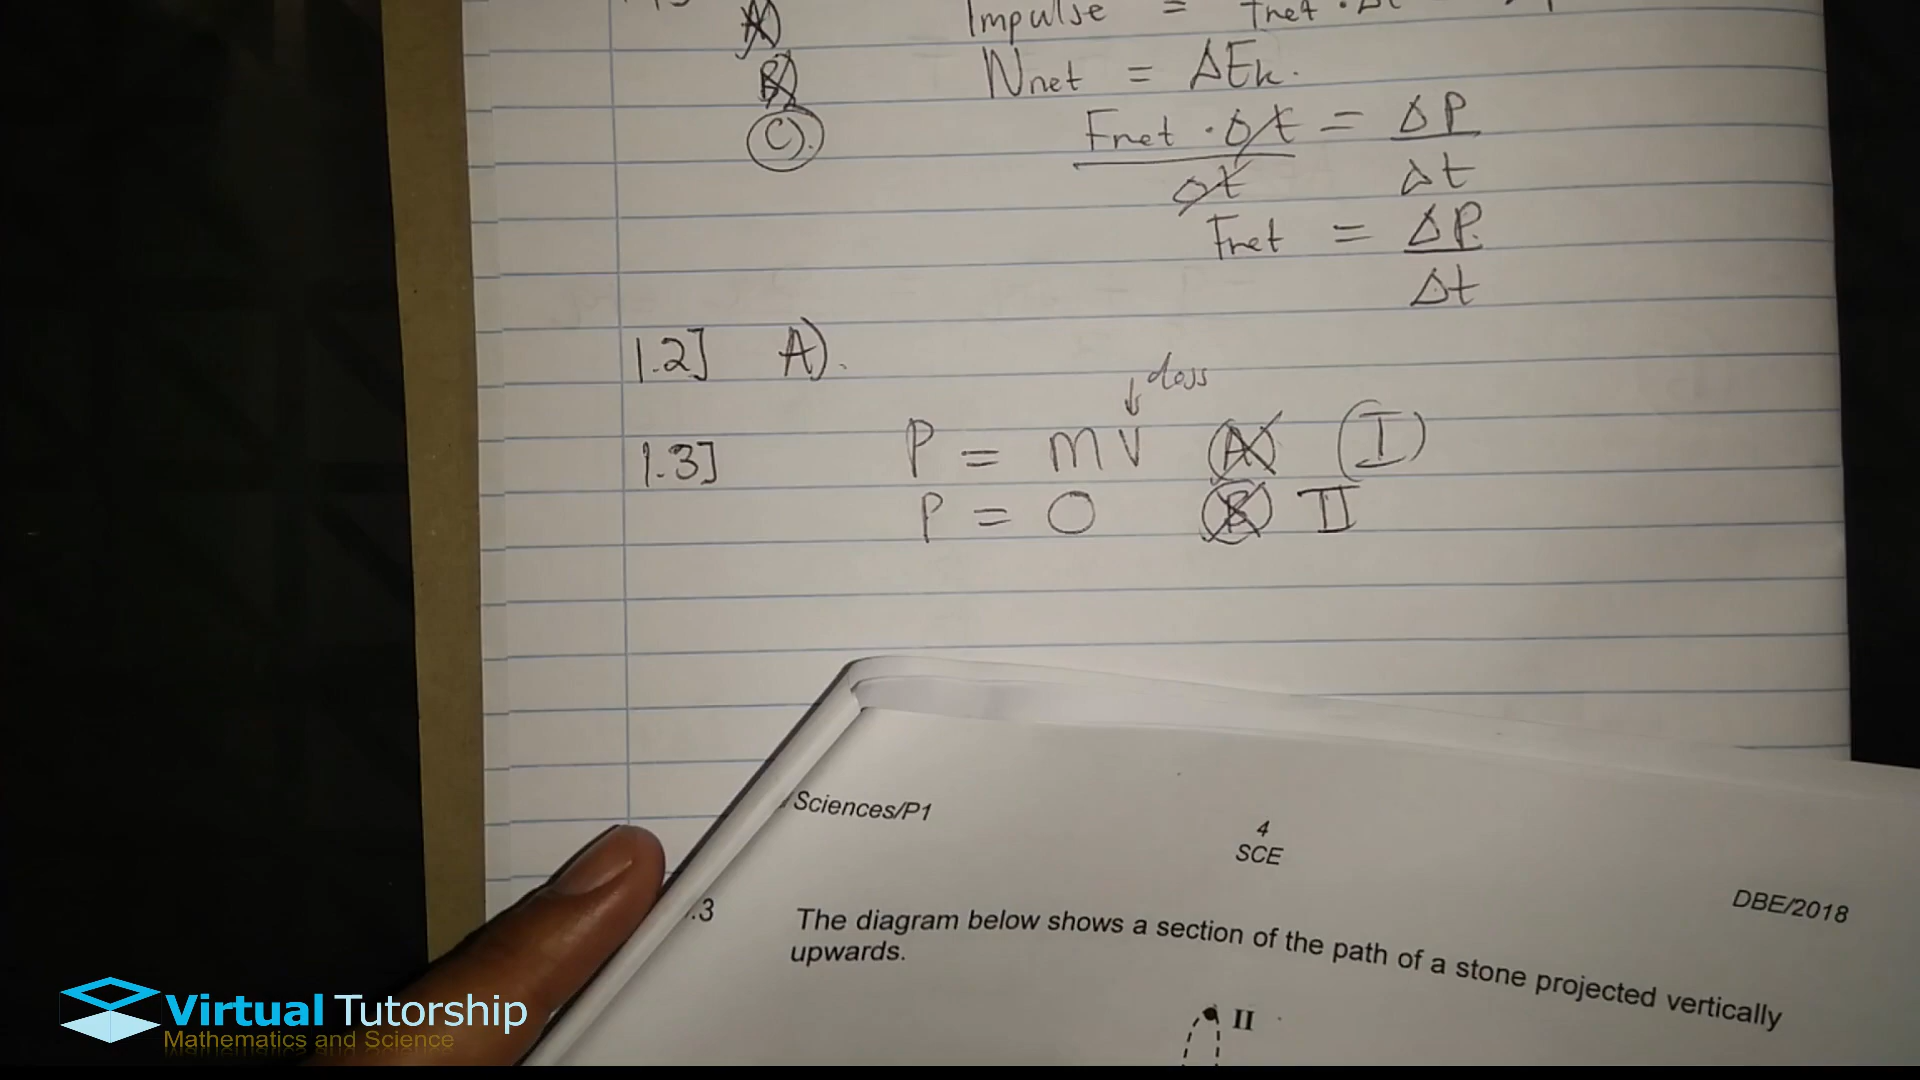 A)
Impulse = Fnet · Δt
B)
Wnet = ΔEk.
C).
Fnet · Δt = ΔP
Δt Δt
Fnet = ΔP
Δt
1.2] A).
1.3] P = mV A I
P = 0 B II
Sciences/P1
4
SCE
DBE/2018
.3
The diagram below shows a section of the path of a stone projected vertically
upwards.
II
Virtual Tutorship
Mathematics and Science